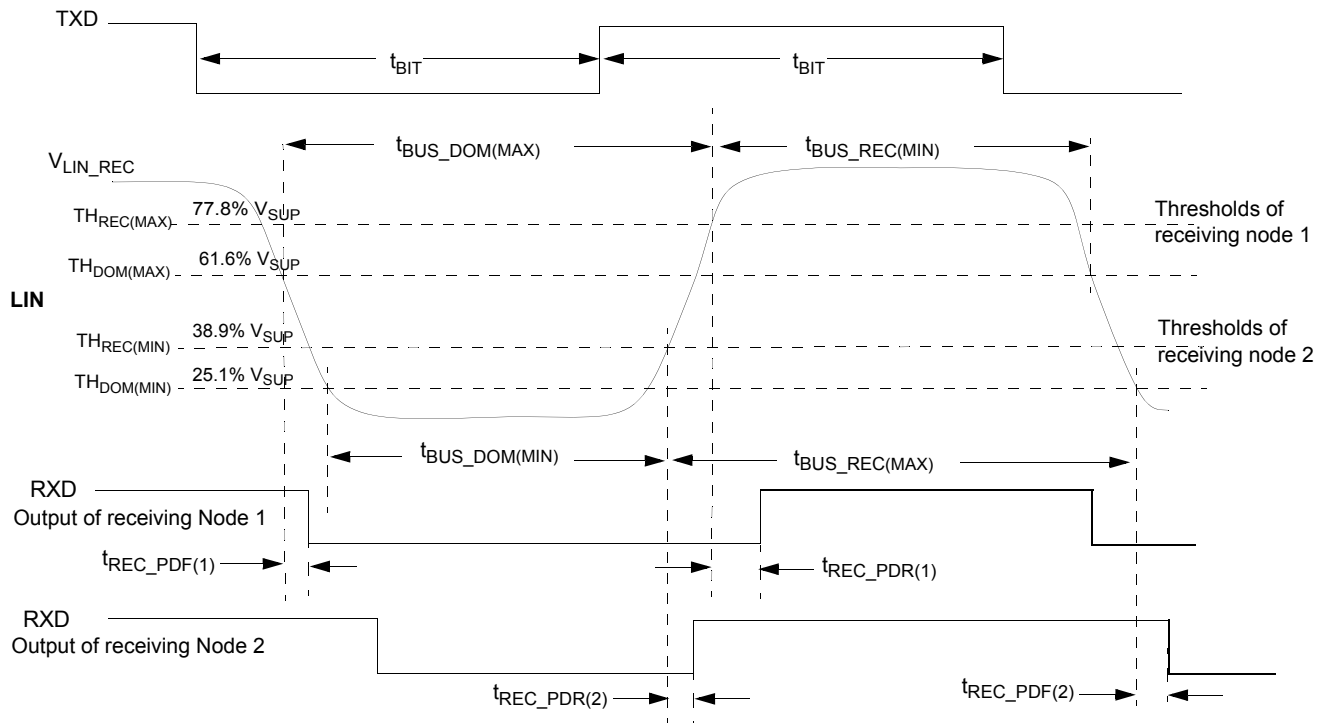 TXD
tBIT
tBIT
tBUS_DOM(MAX)
tBUS_REC(MIN)
VLIN_REC
THREC(MAX) 77.8% VSUP
Thresholds of
receiving node 1
THDOM(MAX) 61.6% VSUP
LIN
THREC(MIN) 38.9% VSUP
Thresholds of
receiving node 2
THDOM(MIN) 25.1% VSUP
tBUS_DOM(MIN)
tBUS_REC(MAX)
RXD
Output of receiving Node 1
tREC_PDF(1)
tREC_PDR(1)
RXD
Output of receiving Node 2
tREC_PDR(2)
tREC_PDF(2)